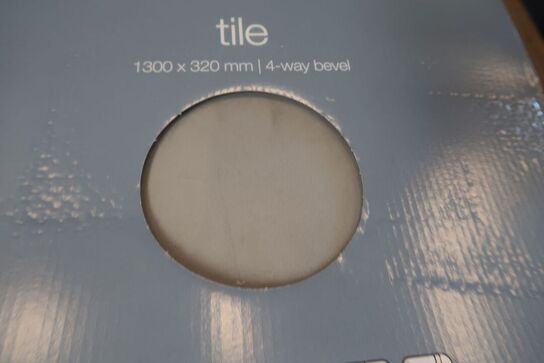 tile
1300 x 320 mm | 4-way bevel